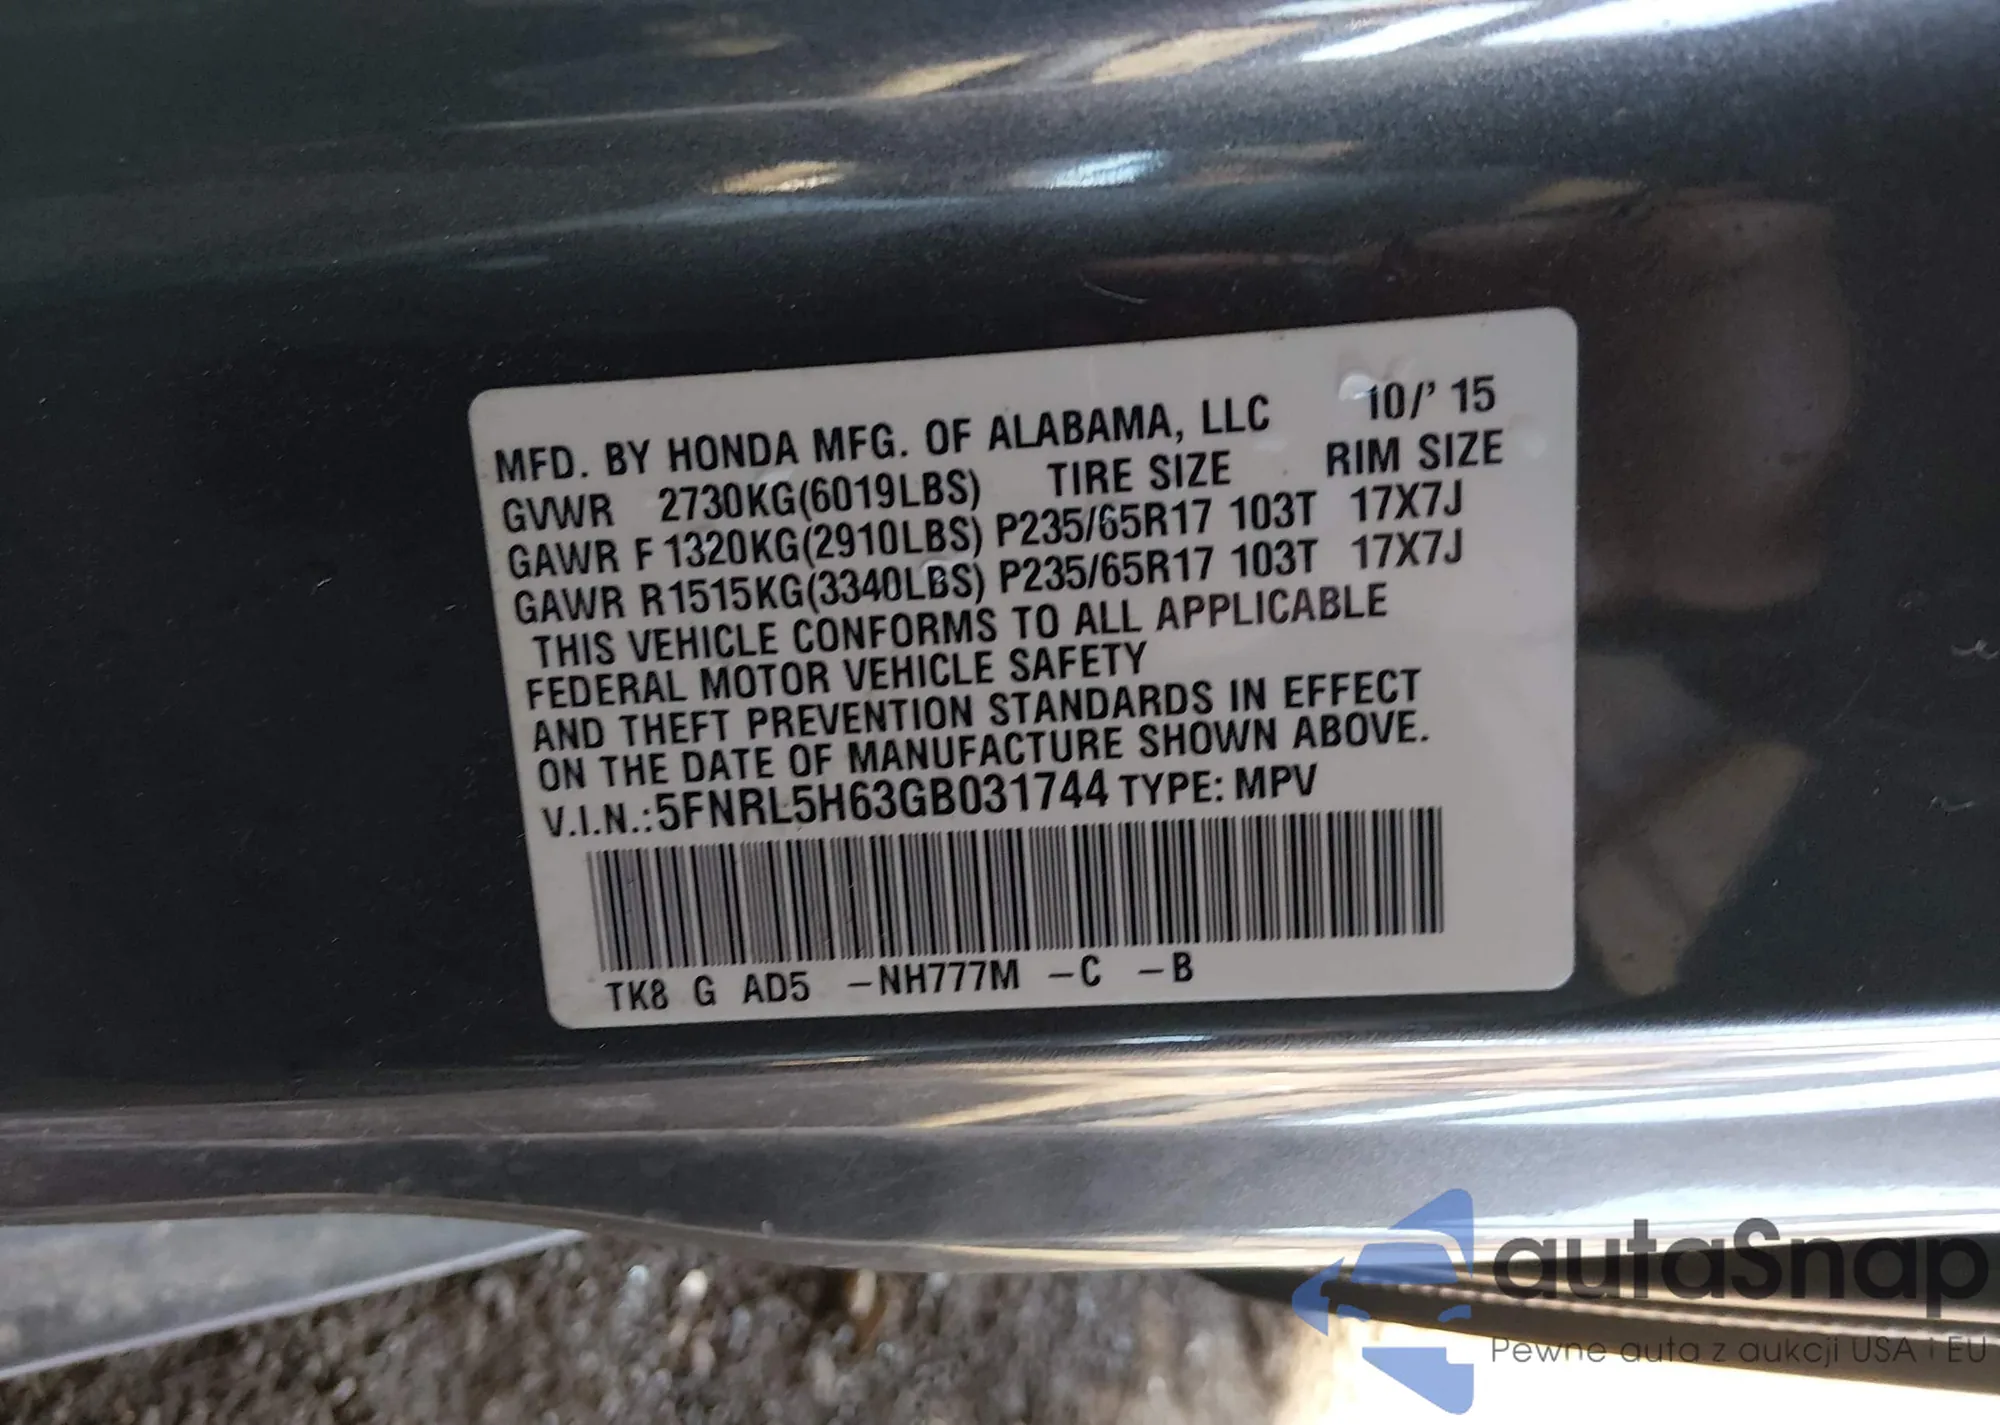 MFD. BY HONDA MFG. OF ALABAMA, LLC 10/' 15
GVWR 2730KG(6019LBS) TIRE SIZE RIM SIZE
GAWR F 1320KG(2910LBS) P235/65R17 103T 17X7J
GAWR R1515KG(3340LBS) P235/65R17 103T 17X7J
THIS VEHICLE CONFORMS TO ALL APPLICABLE
FEDERAL MOTOR VEHICLE SAFETY
AND THEFT PREVENTION STANDARDS IN EFFECT
ON THE DATE OF MANUFACTURE SHOWN ABOVE.
V.I.N.:5FNRL5H63GB031744 TYPE: MPV
TK8 G AD5 -NH777M -C -B
autaSnap
Pewne auta z aukcji USA i EU